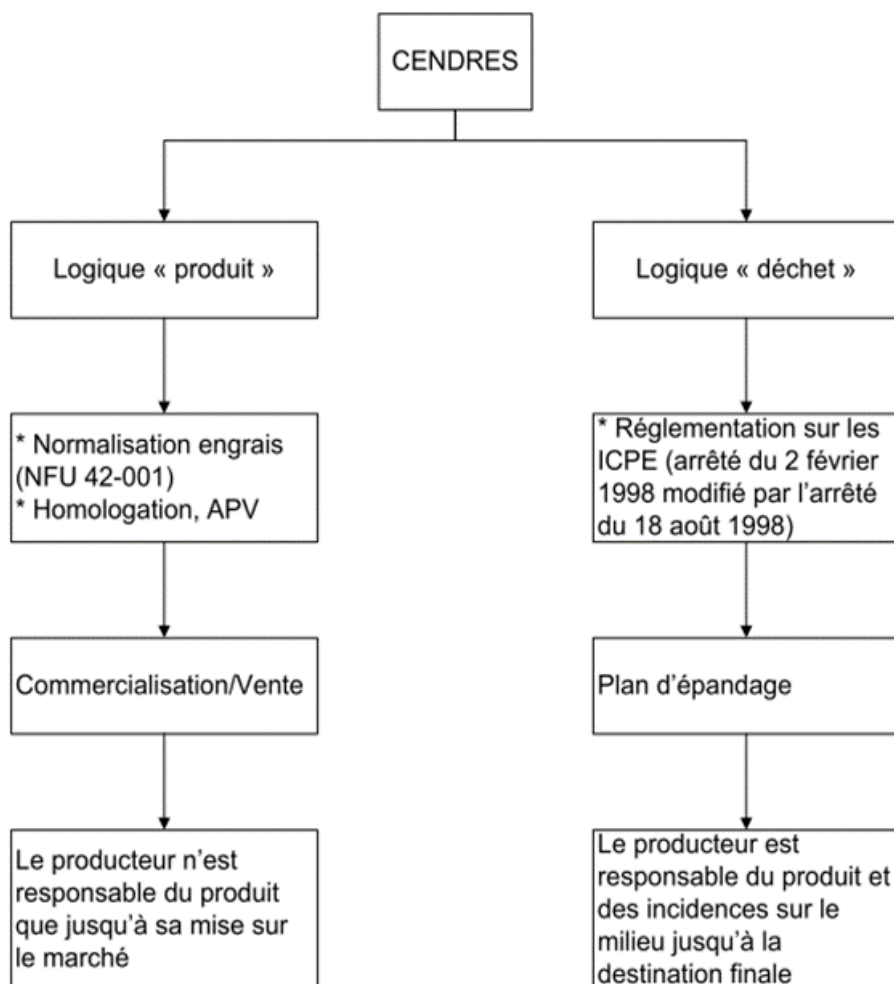 CENDRES
Logique « produit »
Logique « déchet »
* Normalisation engrais
(NFU 42-001)
* Homologation, APV
* Réglementation sur les
ICPE (arrêté du 2 février
1998 modifié par l’arrêté
du 18 août 1998)
Commercialisation/Vente
Plan d’épandage
Le producteur n’est
responsable du produit
que jusqu’à sa mise sur
le marché
Le producteur est
responsable du produit et
des incidences sur le
milieu jusqu’à la
destination finale